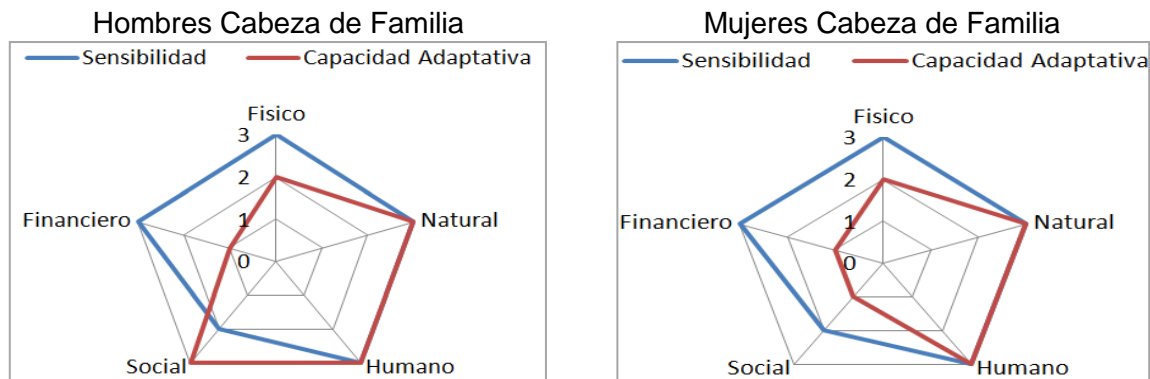 Hombres Cabeza de Familia
Sensibilidad Capacidad Adaptativa
Fisico
3
2
1
0
Financiero
Natural
Social
Humano
Mujeres Cabeza de Familia
Sensibilidad Capacidad Adaptativa
Fisico
3
2
1
0
Financiero
Natural
Social
Humano